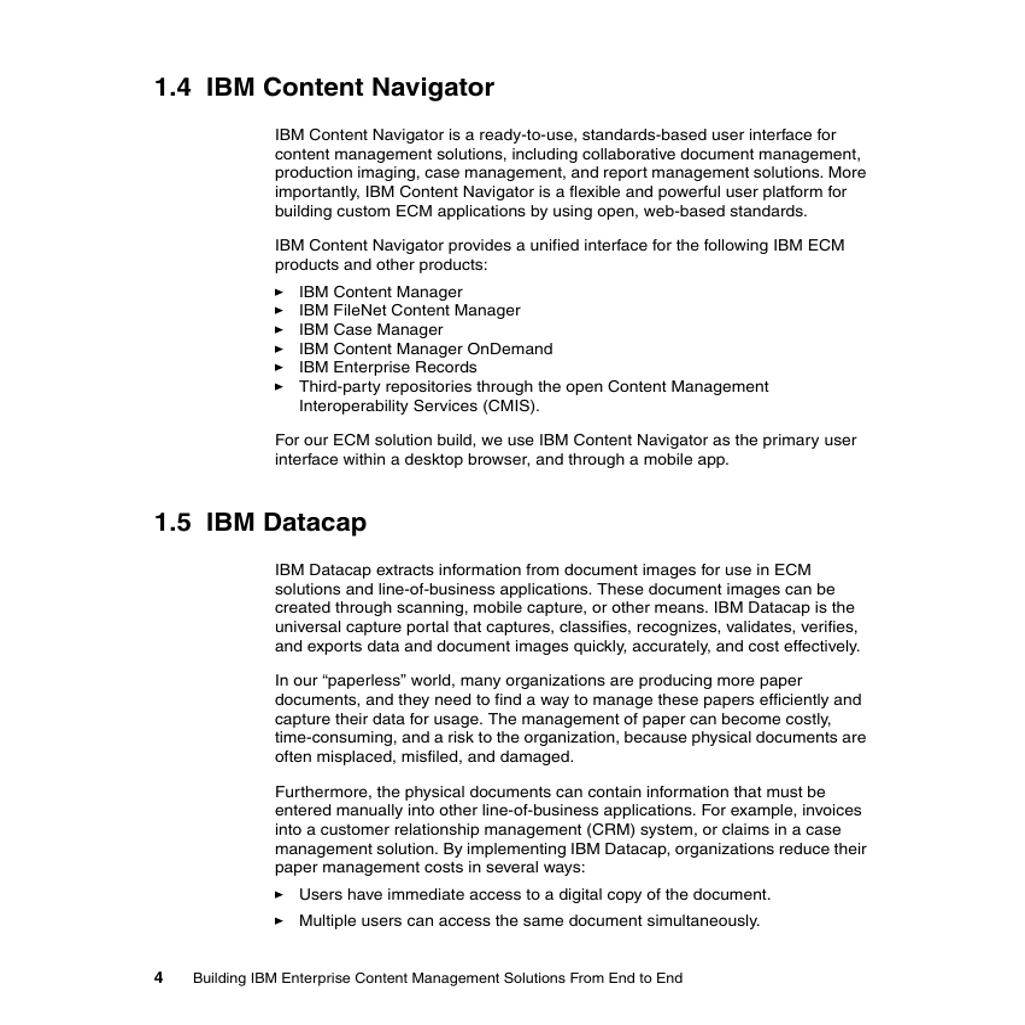 1.4 IBM Content Navigator
IBM Content Navigator is a ready-to-use, standards-based user interface for
content management solutions, including collaborative document management,
production imaging, case management, and report management solutions. More
importantly, IBM Content Navigator is a flexible and powerful user platform for
building custom ECM applications by using open, web-based standards.
IBM Content Navigator provides a unified interface for the following IBM ECM
products and other products:
► IBM Content Manager
► IBM FileNet Content Manager
► IBM Case Manager
► IBM Content Manager OnDemand
► IBM Enterprise Records
► Third-party repositories through the open Content Management
Interoperability Services (CMIS).
For our ECM solution build, we use IBM Content Navigator as the primary user
interface within a desktop browser, and through a mobile app.
1.5 IBM Datacap
IBM Datacap extracts information from document images for use in ECM
solutions and line-of-business applications. These document images can be
created through scanning, mobile capture, or other means. IBM Datacap is the
universal capture portal that captures, classifies, recognizes, validates, verifies,
and exports data and document images quickly, accurately, and cost effectively.
In our “paperless” world, many organizations are producing more paper
documents, and they need to find a way to manage these papers efficiently and
capture their data for usage. The management of paper can become costly,
time-consuming, and a risk to the organization, because physical documents are
often misplaced, misfiled, and damaged.
Furthermore, the physical documents can contain information that must be
entered manually into other line-of-business applications. For example, invoices
into a customer relationship management (CRM) system, or claims in a case
management solution. By implementing IBM Datacap, organizations reduce their
paper management costs in several ways:
► Users have immediate access to a digital copy of the document.
► Multiple users can access the same document simultaneously.
4 Building IBM Enterprise Content Management Solutions From End to End